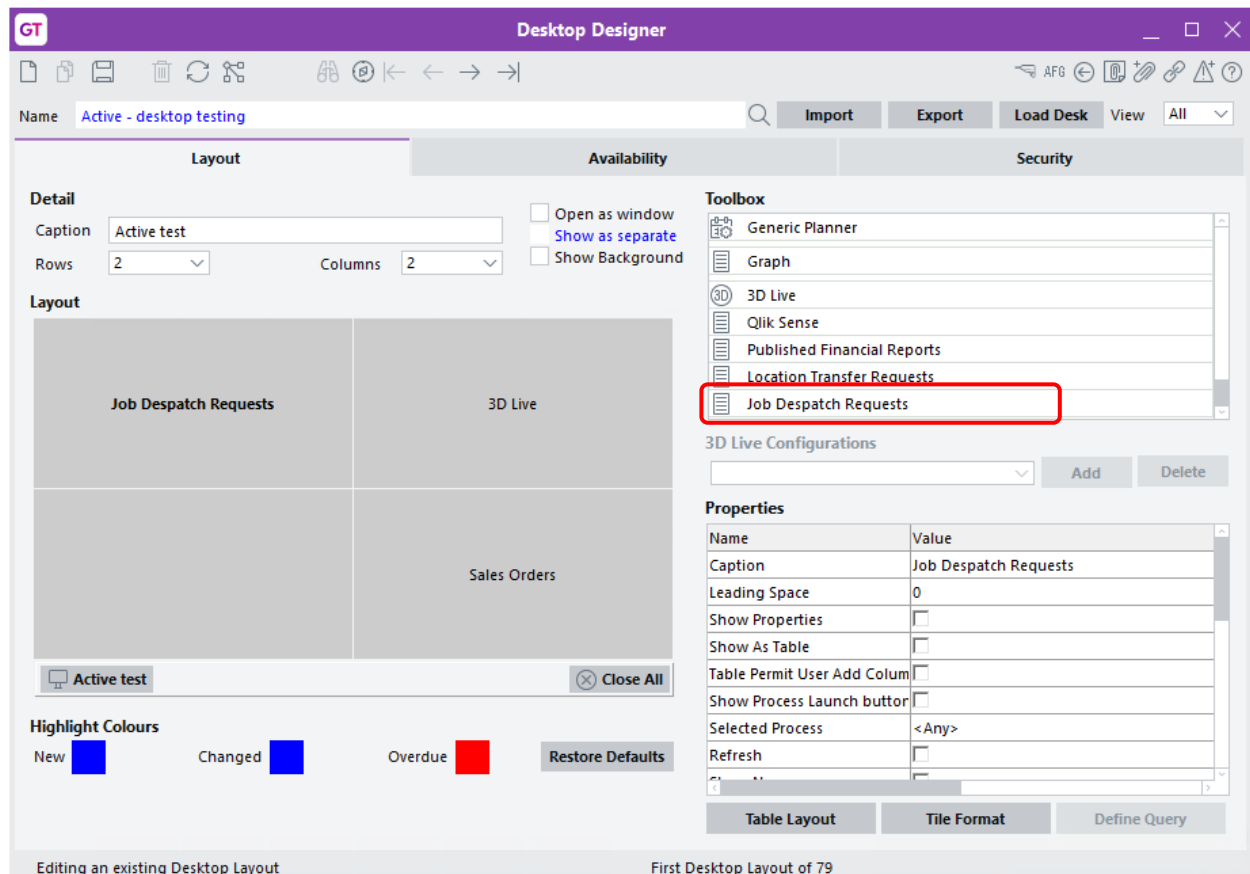 GT Desktop Designer
AFG
Name Active - desktop testing Import Export Load Desk View All
Layout Availability Security
Detail
Caption Active test
Rows 2 Columns 2
Open as window
Show as separate
Show Background
Layout
Job Despatch Requests 3D Live
Sales Orders
Active test Close All
Highlight Colours
New Changed Overdue Restore Defaults
Toolbox
Generic Planner
Graph
3D 3D Live
Qlik Sense
Published Financial Reports
Location Transfer Requests
Job Despatch Requests
3D Live Configurations
Add Delete
Properties
Name Value
Caption Job Despatch Requests
Leading Space 0
Show Properties
Show As Table
Table Permit User Add Colum
Show Process Launch button
Selected Process <Any>
Refresh
Table Layout Tile Format Define Query
Editing an existing Desktop Layout First Desktop Layout of 79